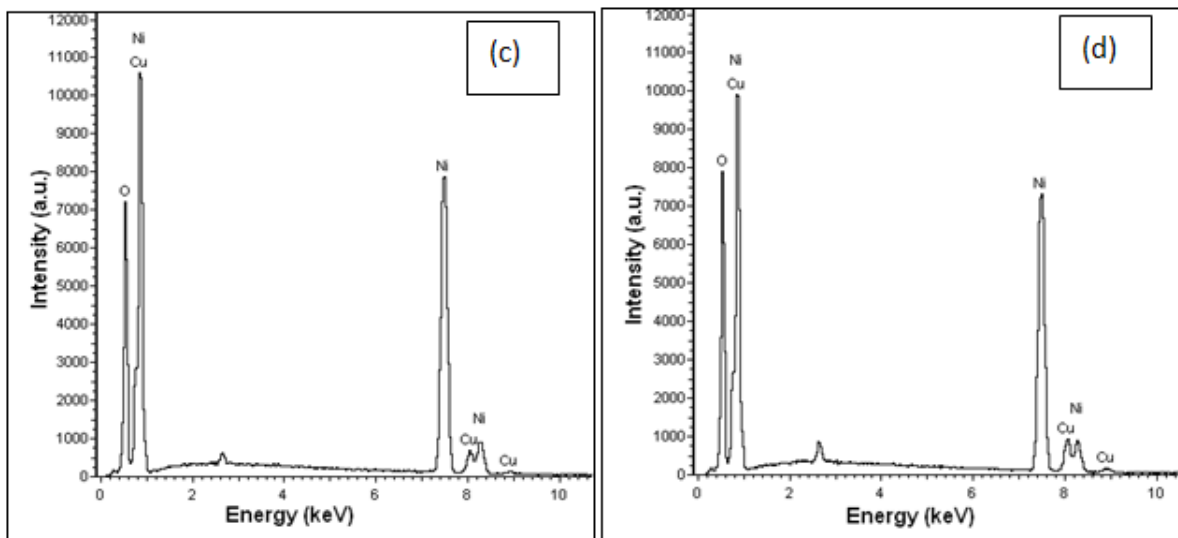 (c)
12000
11000
10000
9000
8000
7000
6000
5000
4000
3000
2000
1000
0
Intensity (a.u.)
Ni
Cu
O
Ni
Ni
Cu
Cu
0 2 4 6 8 10
Energy (keV)
(d)
12000
11000
10000
9000
8000
7000
6000
5000
4000
3000
2000
1000
0
Intensity (a.u.)
Ni
Cu
O
Ni
Ni
Cu
Cu
0 2 4 6 8 10
Energy (keV)